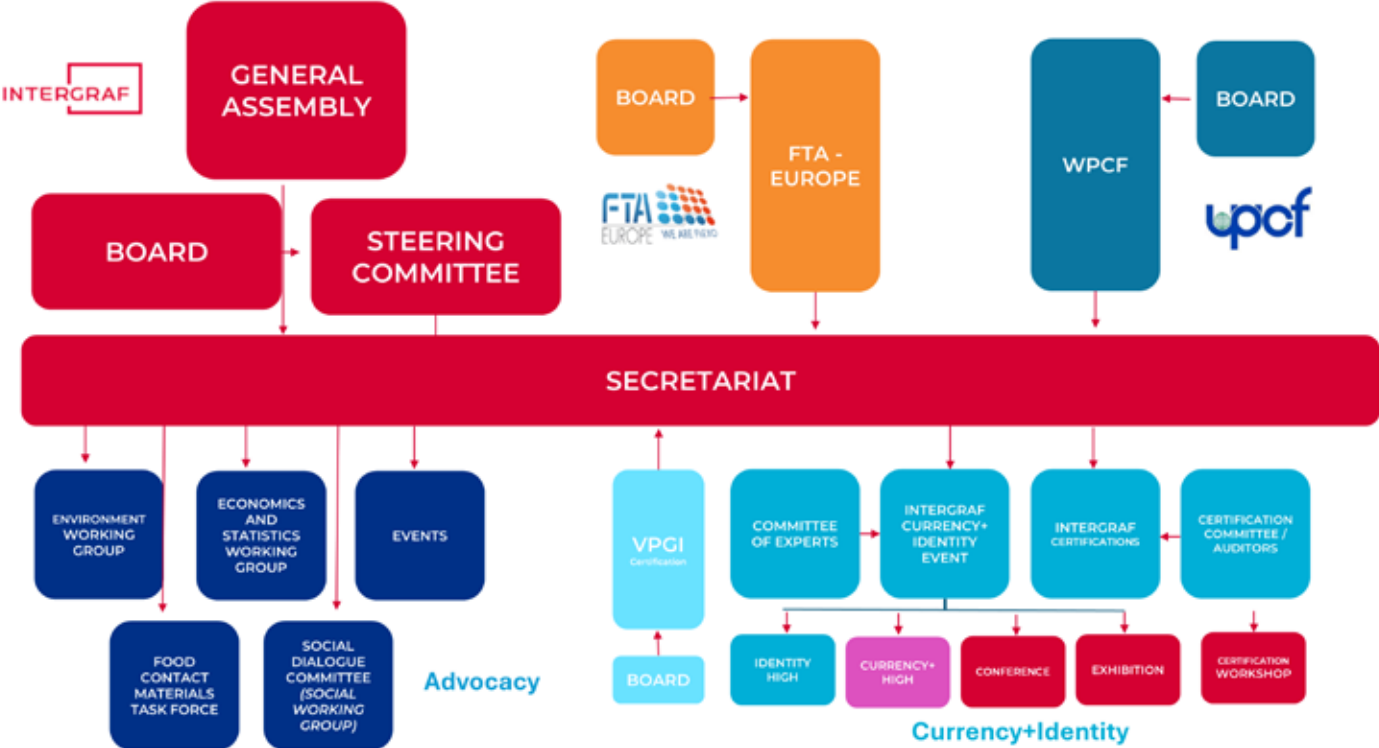 INTERGRAF
GENERAL
ASSEMBLY
BOARD
STEERING
COMMITTEE
BOARD
FTA -
EUROPE
FTA
EUROPE
WPCF
BOARD
wpcf
SECRETARIAT
ENVIRONMENT
WORKING
GROUP
ECONOMICS
AND
STATISTICS
WORKING
GROUP
EVENTS
FOOD
CONTACT
MATERIALS
TASK FORCE
SOCIAL
DIALOGUE
COMMITTEE
(SOCIAL
WORKING
GROUP)
Advocacy
VPGI
Certification
BOARD
COMMITTEE
OF EXPERTS
INTERGRAF
CURRENCY+
IDENTITY
EVENT
INTERGRAF
CERTIFICATIONS
CERTIFICATION
COMMITTEE /
AUDITORS
IDENTITY
HIGH
CURRENCY+
HIGH
CONFERENCE
EXHIBITION
CERTIFICATION
WORKSHOP
Currency+Identity